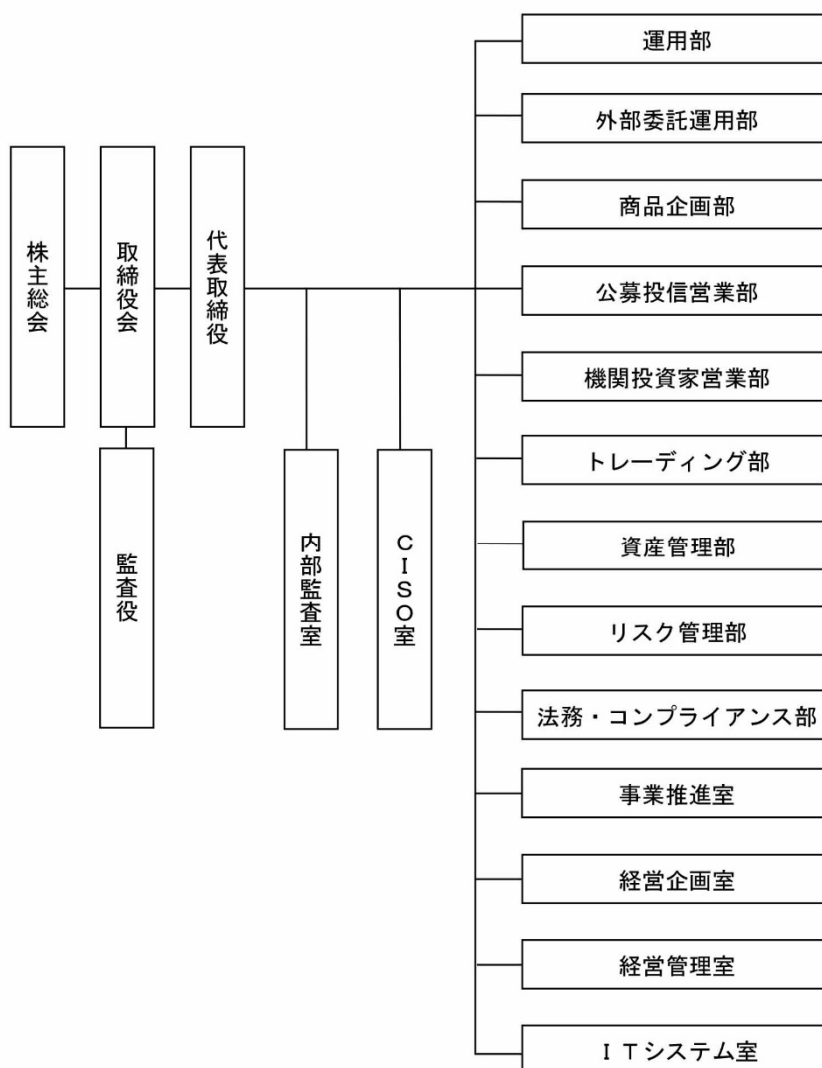 株主総会
取締役会
代表取締役
監査役
内部監査室
ＣＩＳＯ室
運用部
外部委託運用部
商品企画部
公募投信営業部
機関投資家営業部
トレーディング部
資産管理部
リスク管理部
法務・コンプライアンス部
事業推進室
経営企画室
経営管理室
ＩＴシステム室